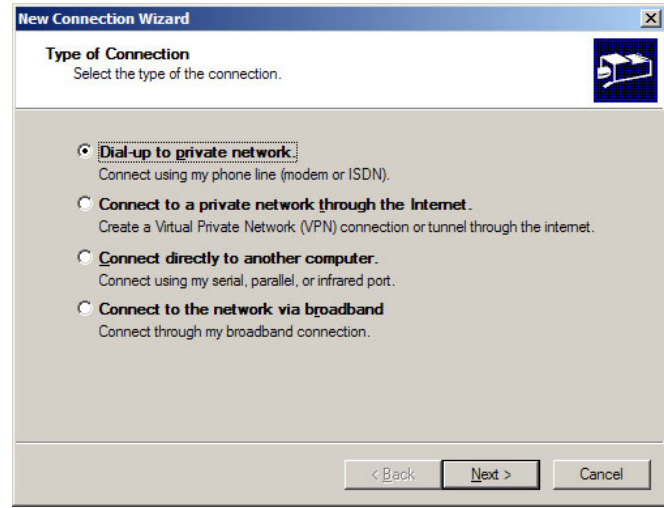 New Connection Wizard
Type of Connection
Select the type of the connection.
Dial-up to private network.
Connect using my phone line (modem or ISDN).
Connect to a private network through the Internet.
Create a Virtual Private Network (VPN) connection or tunnel through the internet.
Connect directly to another computer.
Connect using my serial, parallel, or infrared port.
Connect to the network via broadband
Connect through my broadband connection.
< Back Next > Cancel